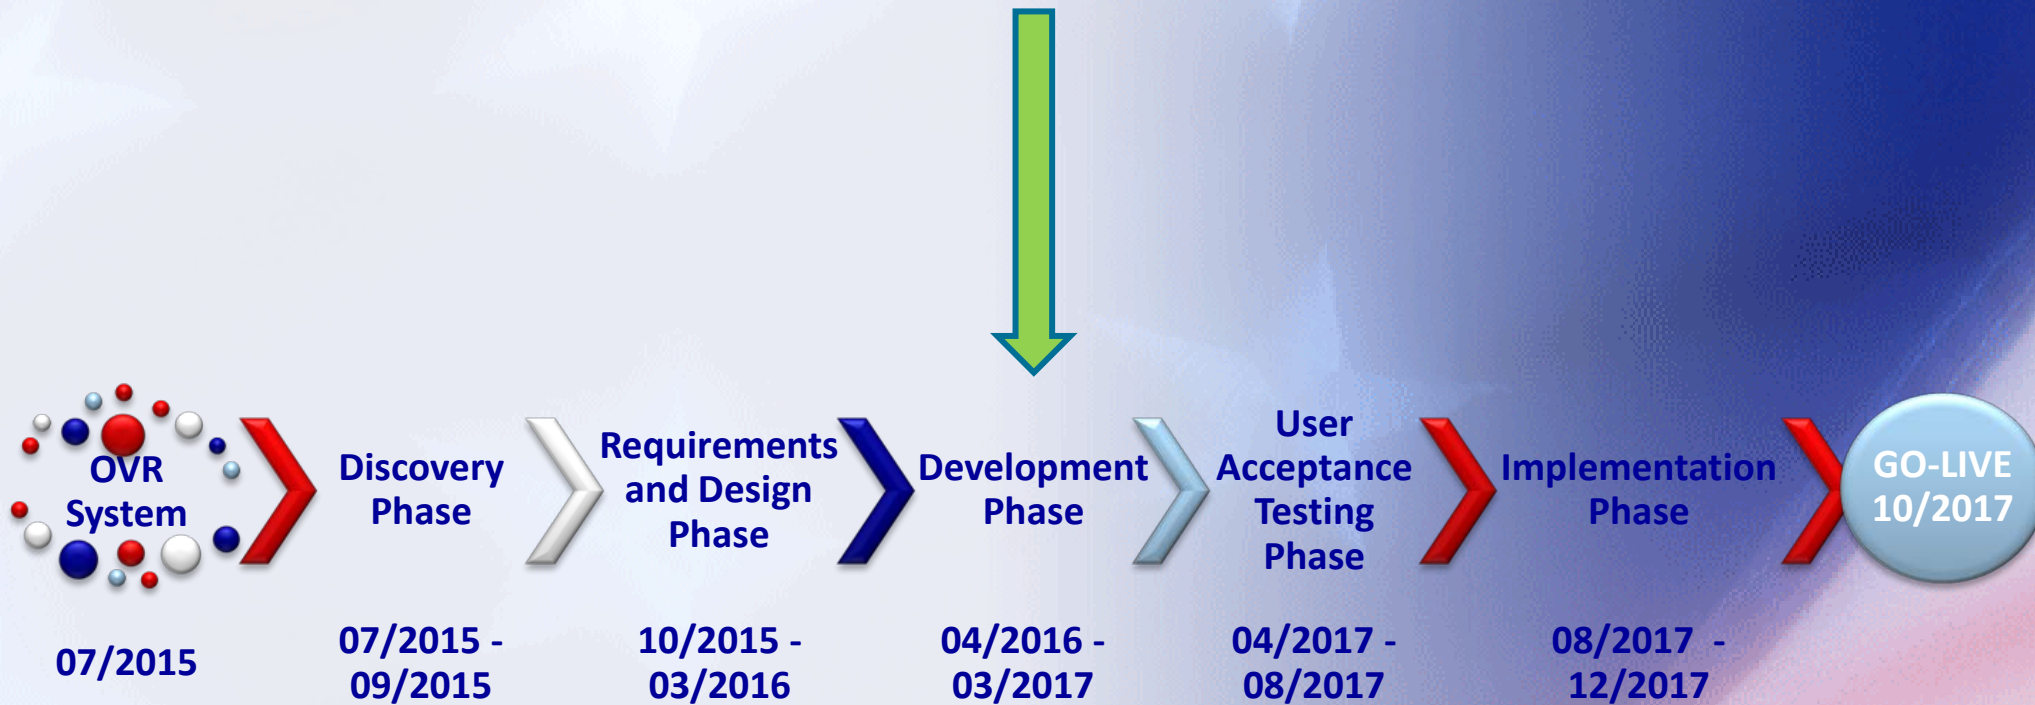 OVR
System
07/2015
Discovery
Phase
07/2015 -
09/2015
Requirements
and Design
Phase
10/2015 -
03/2016
Development
Phase
04/2016 -
03/2017
User
Acceptance
Testing
Phase
04/2017 -
08/2017
Implementation
Phase
08/2017 -
12/2017
GO-LIVE
10/2017